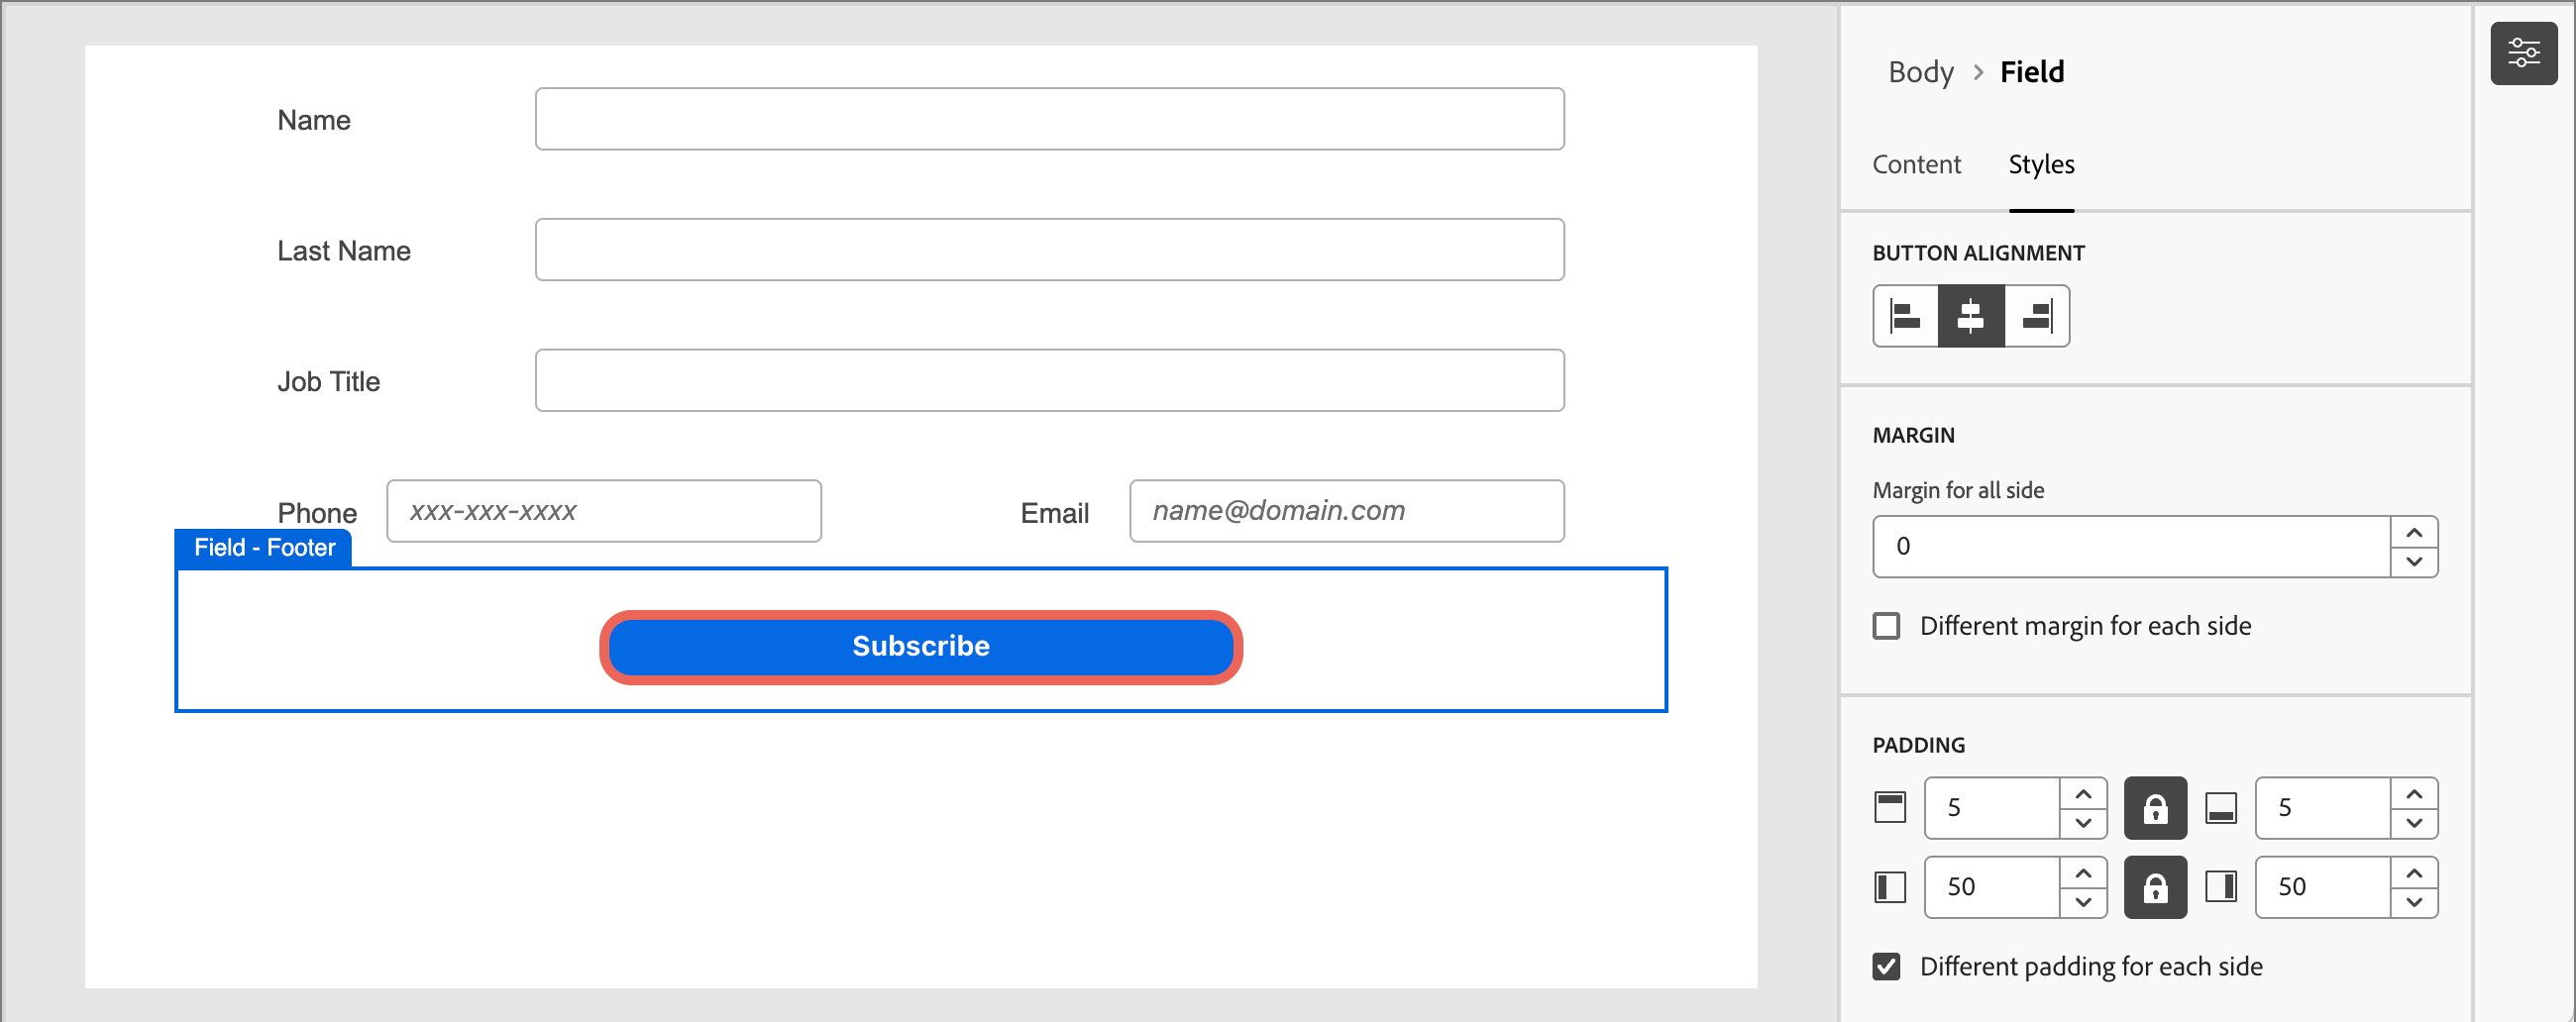 Name
Last Name
Job Title
Phone xxx-xxx-xxxx Email name@domain.com
Field - Footer
Subscribe
Body > Field
Content Styles
BUTTON ALIGNMENT
MARGIN
Margin for all side
0
Different margin for each side
PADDING
5 5
50 50
Different padding for each side